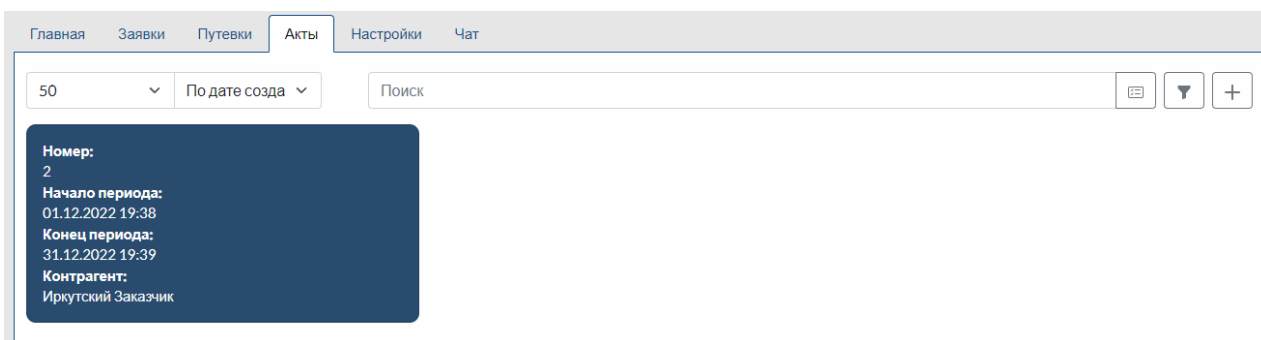 Главная Заявки Путевки Акты Настройки Чат
50 По дате созда Поиск
Номер:
2
Начало периода:
01.12.2022 19:38
Конец периода:
31.12.2022 19:39
Контрагент:
Иркутский Заказчик